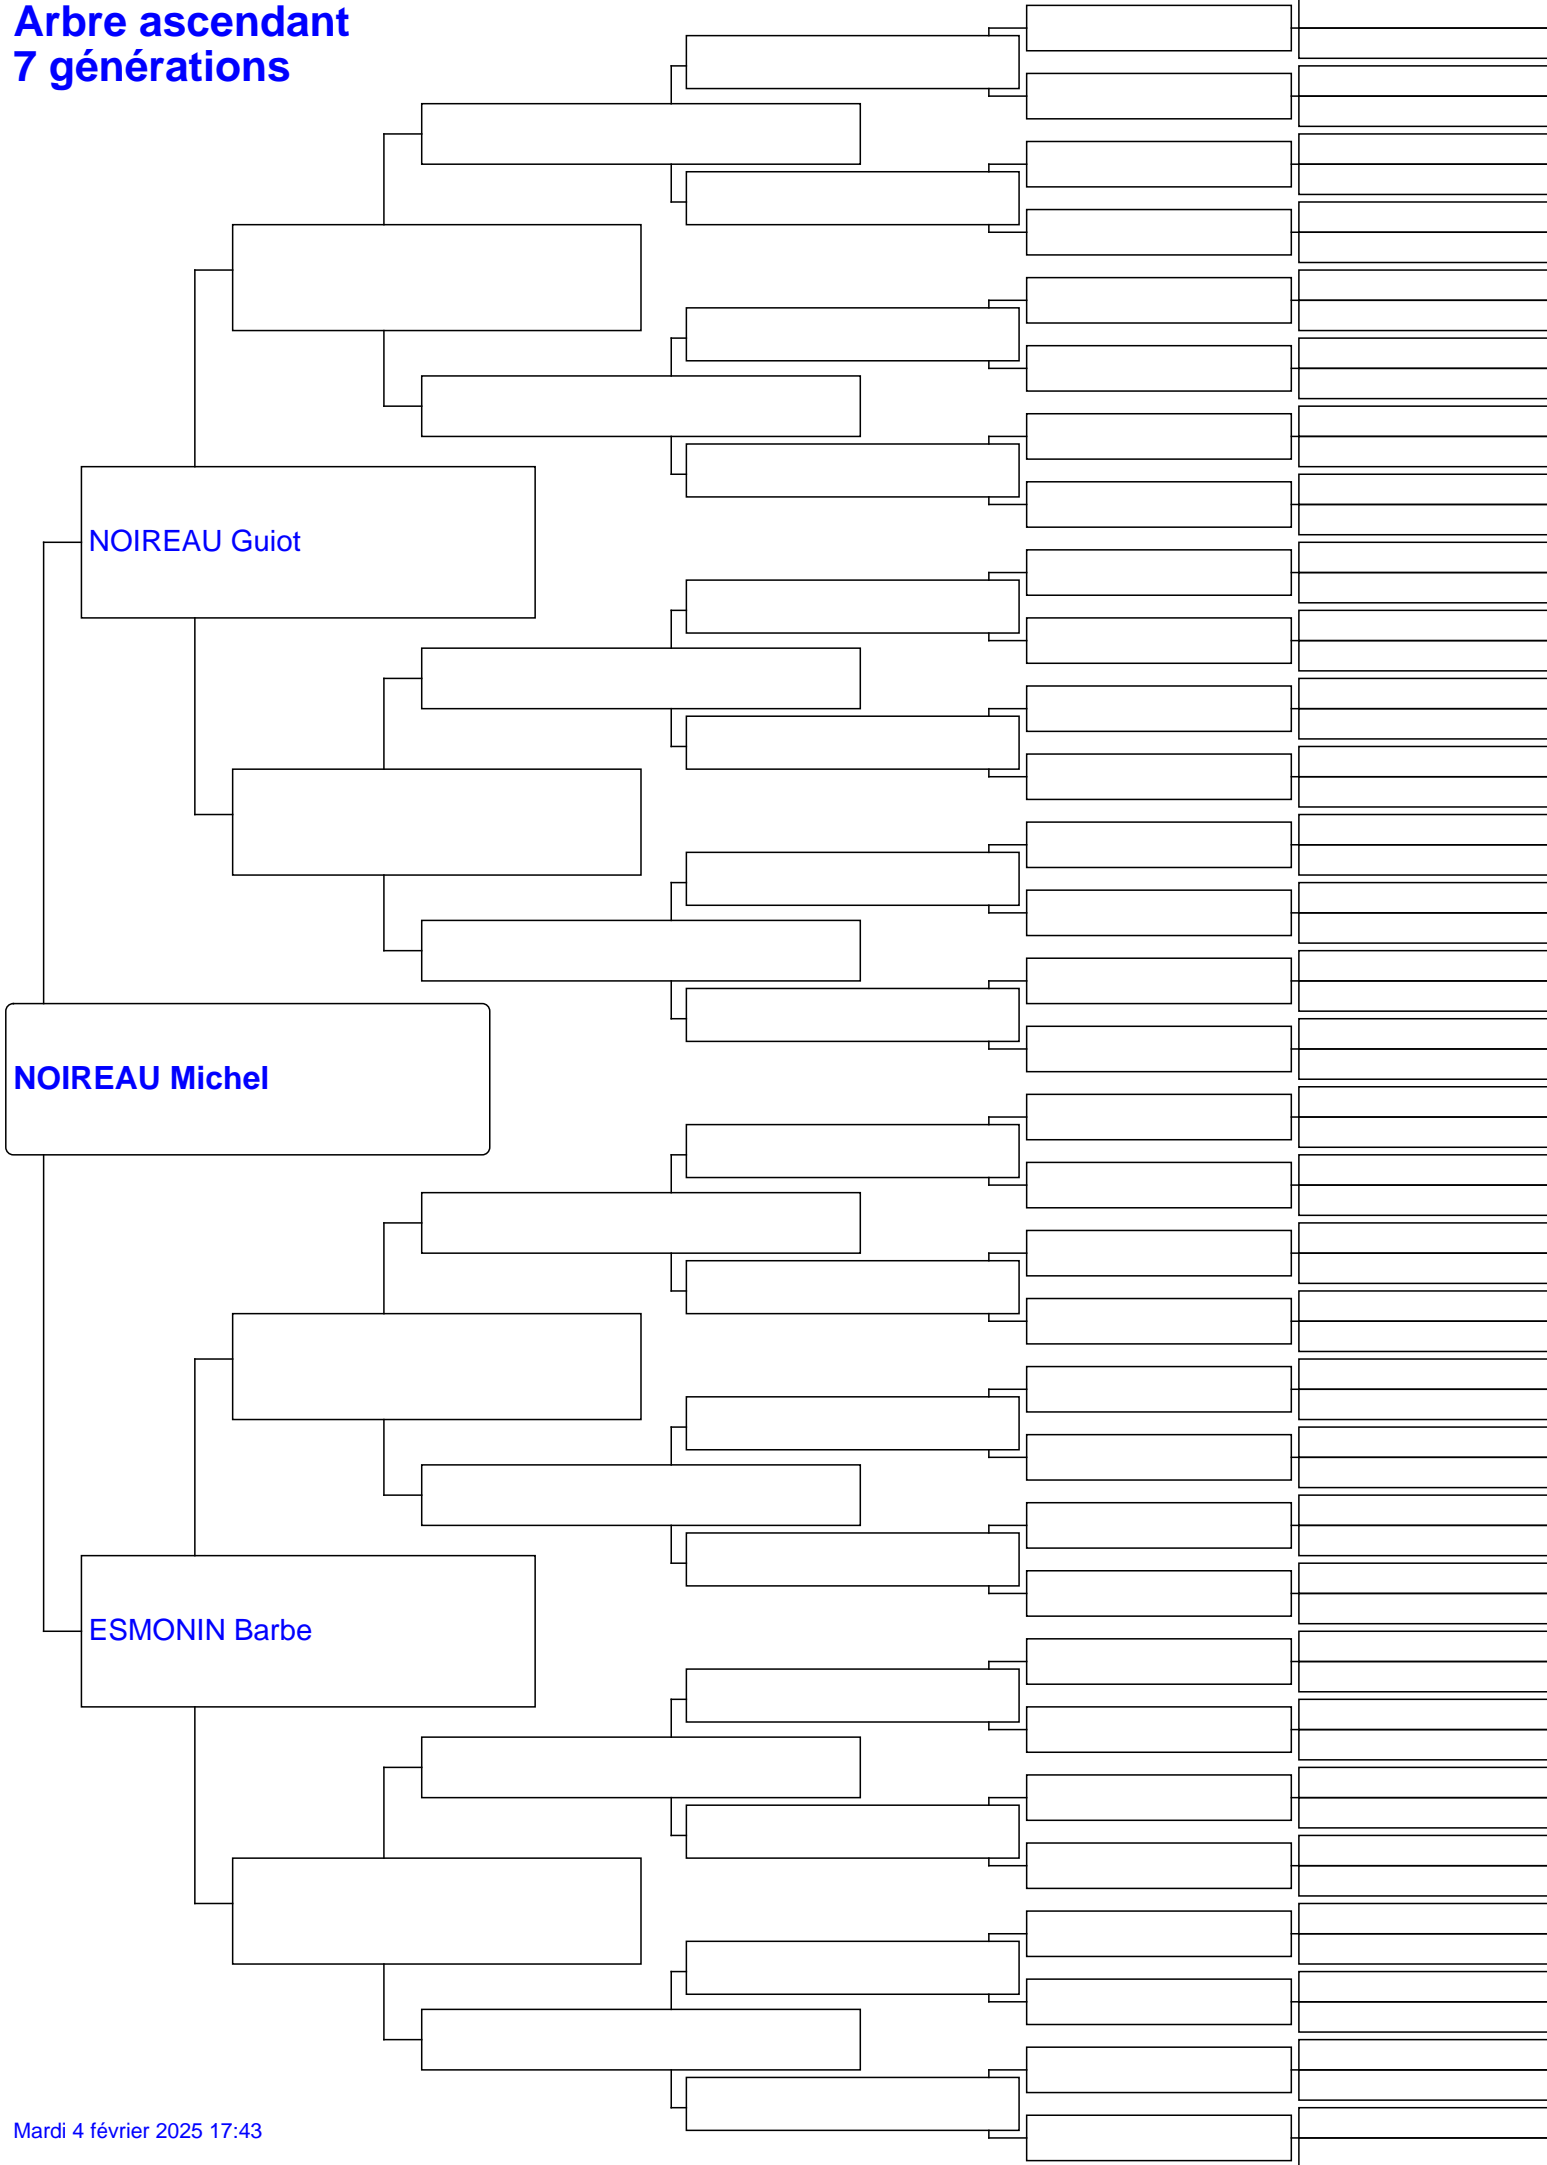 Arbre ascendant
7 générations
NOIREAU Guiot
NOIREAU Michel
ESMONIN Barbe
Mardi 4 février 2025 17:43